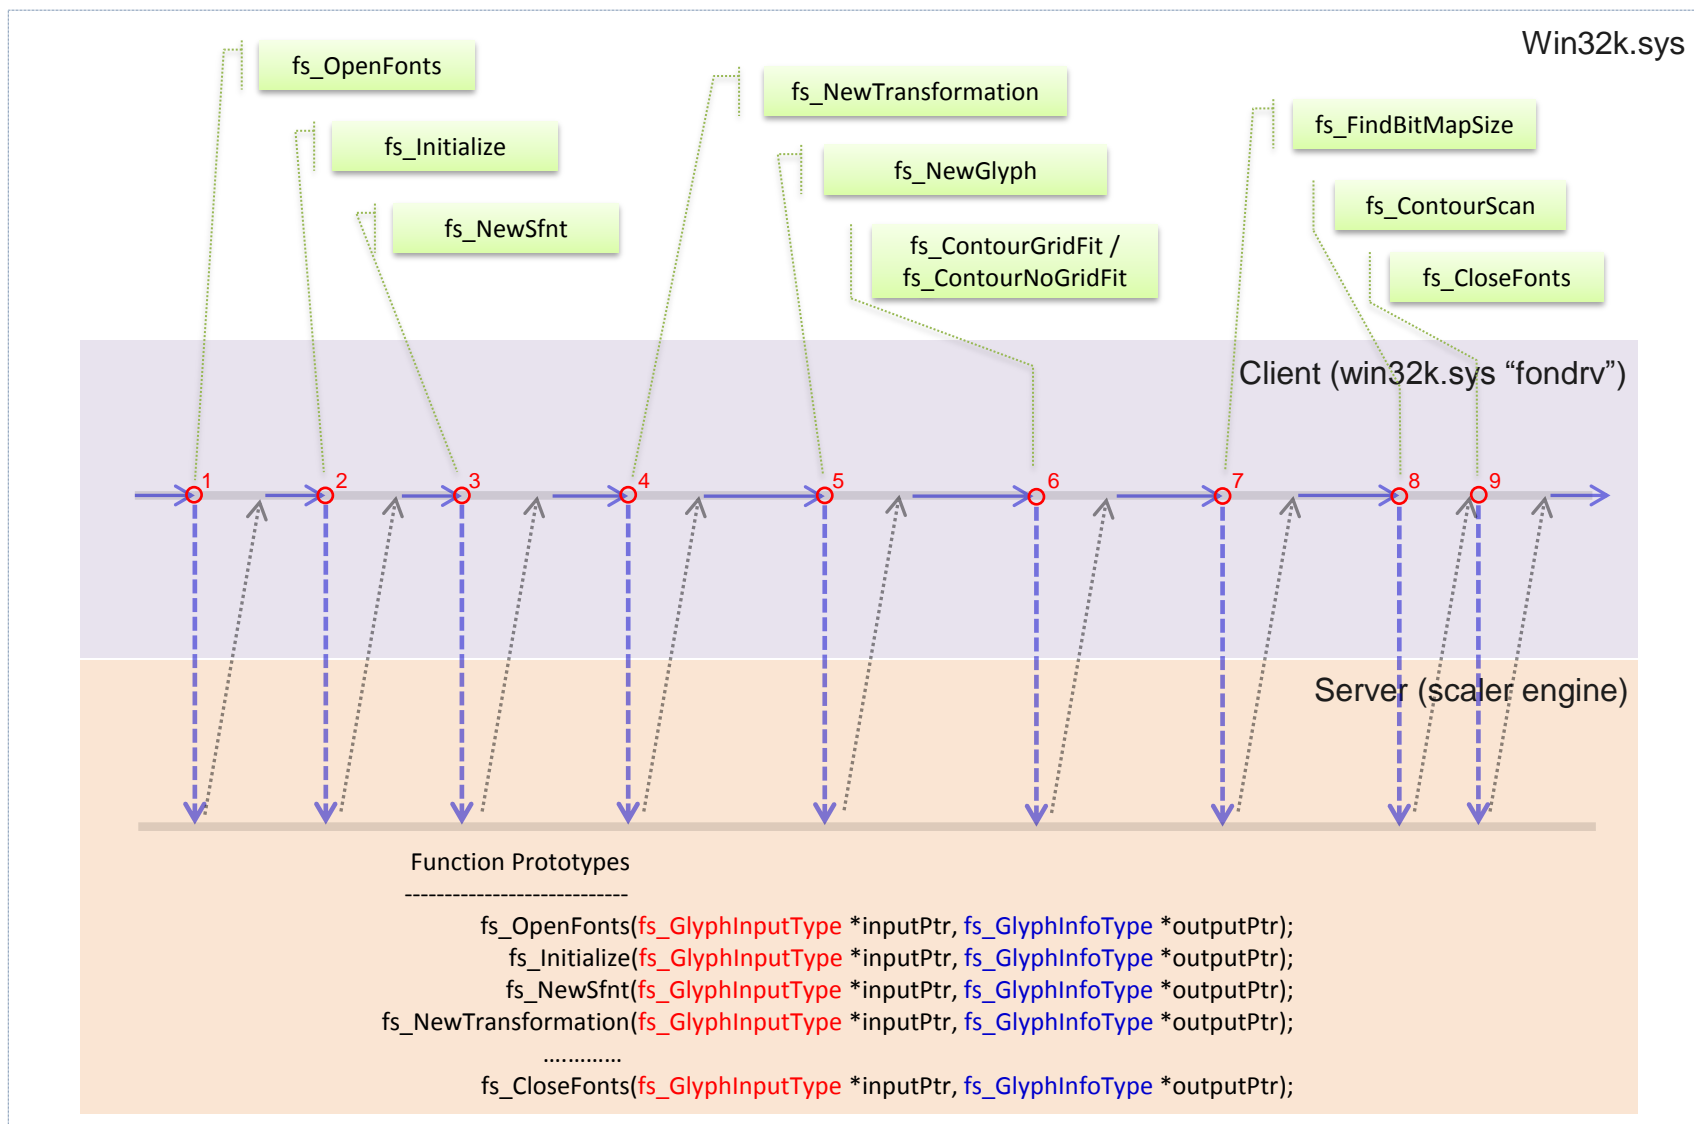 Win32k.sys
fs_OpenFonts
fs_Initialize
fs_NewSfnt
fs_NewTransformation
fs_NewGlyph
fs_ContourGridFit /
fs_ContourNoGridFit
fs_FindBitMapSize
fs_ContourScan
fs_CloseFonts
Client (win32k.sys “fondrv”)
1 2 3 4 5 6 7 8 9
Server (scaler engine)
Function Prototypes
----------------------------
fs_OpenFonts(fs_GlyphInputType *inputPtr, fs_GlyphInfoType *outputPtr);
fs_Initialize(fs_GlyphInputType *inputPtr, fs_GlyphInfoType *outputPtr);
fs_NewSfnt(fs_GlyphInputType *inputPtr, fs_GlyphInfoType *outputPtr);
fs_NewTransformation(fs_GlyphInputType *inputPtr, fs_GlyphInfoType *outputPtr);
.............
fs_CloseFonts(fs_GlyphInputType *inputPtr, fs_GlyphInfoType *outputPtr);